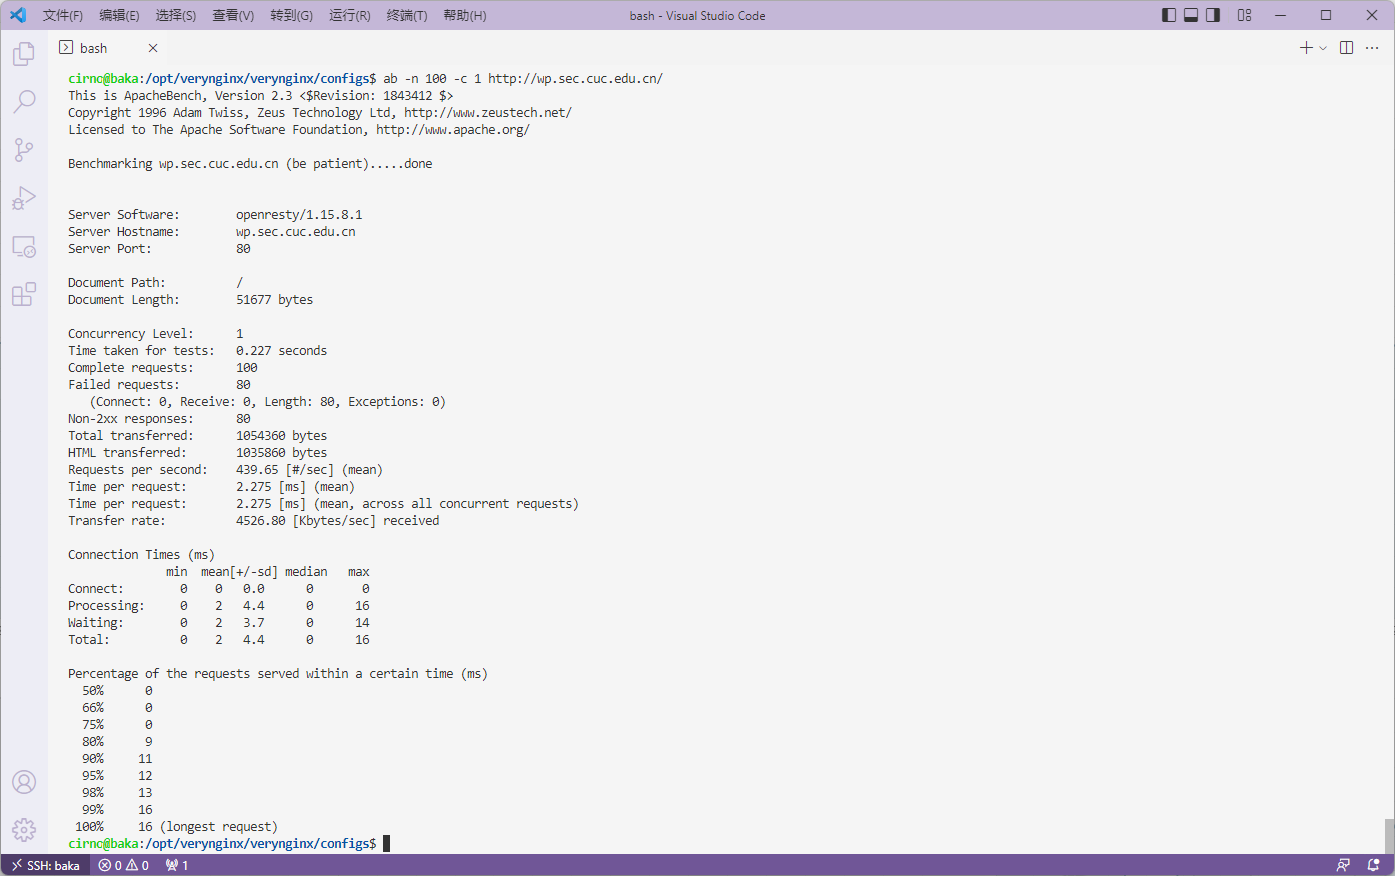 文件(F) 编辑(E) 选择(S) 查看(V) 转到(G) 运行(R) 终端(T) 帮助(H) bash - Visual Studio Code
bash
cirno@baka:/opt/verynginx/verynginx/configs$ ab -n 100 -c 1 http://wp.sec.cuc.edu.cn/
This is ApacheBench, Version 2.3 <$Revision: 1843412 $>
Copyright 1996 Adam Twiss, Zeus Technology Ltd, http://www.zeustech.net/
Licensed to The Apache Software Foundation, http://www.apache.org/
Benchmarking wp.sec.cuc.edu.cn (be patient).....done
Server Software: openresty/1.15.8.1
Server Hostname: wp.sec.cuc.edu.cn
Server Port: 80
Document Path: /
Document Length: 51677 bytes
Concurrency Level: 1
Time taken for tests: 0.227 seconds
Complete requests: 100
Failed requests: 80
(Connect: 0, Receive: 0, Length: 80, Exceptions: 0)
Non-2xx responses: 80
Total transferred: 1054360 bytes
HTML transferred: 1035860 bytes
Requests per second: 439.65 [#/sec] (mean)
Time per request: 2.275 [ms] (mean)
Time per request: 2.275 [ms] (mean, across all concurrent requests)
Transfer rate: 4526.80 [Kbytes/sec] received
Connection Times (ms)
min mean[+/-sd] median max
Connect: 0 0 0.0 0 0
Processing: 0 2 4.4 0 16
Waiting: 0 2 3.7 0 14
Total: 0 2 4.4 0 16
Percentage of the requests served within a certain time (ms)
50% 0
66% 0
75% 0
80% 9
90% 11
95% 12
98% 13
99% 16
100% 16 (longest request)
cirno@baka:/opt/verynginx/verynginx/configs$
SSH: baka 0 0 1